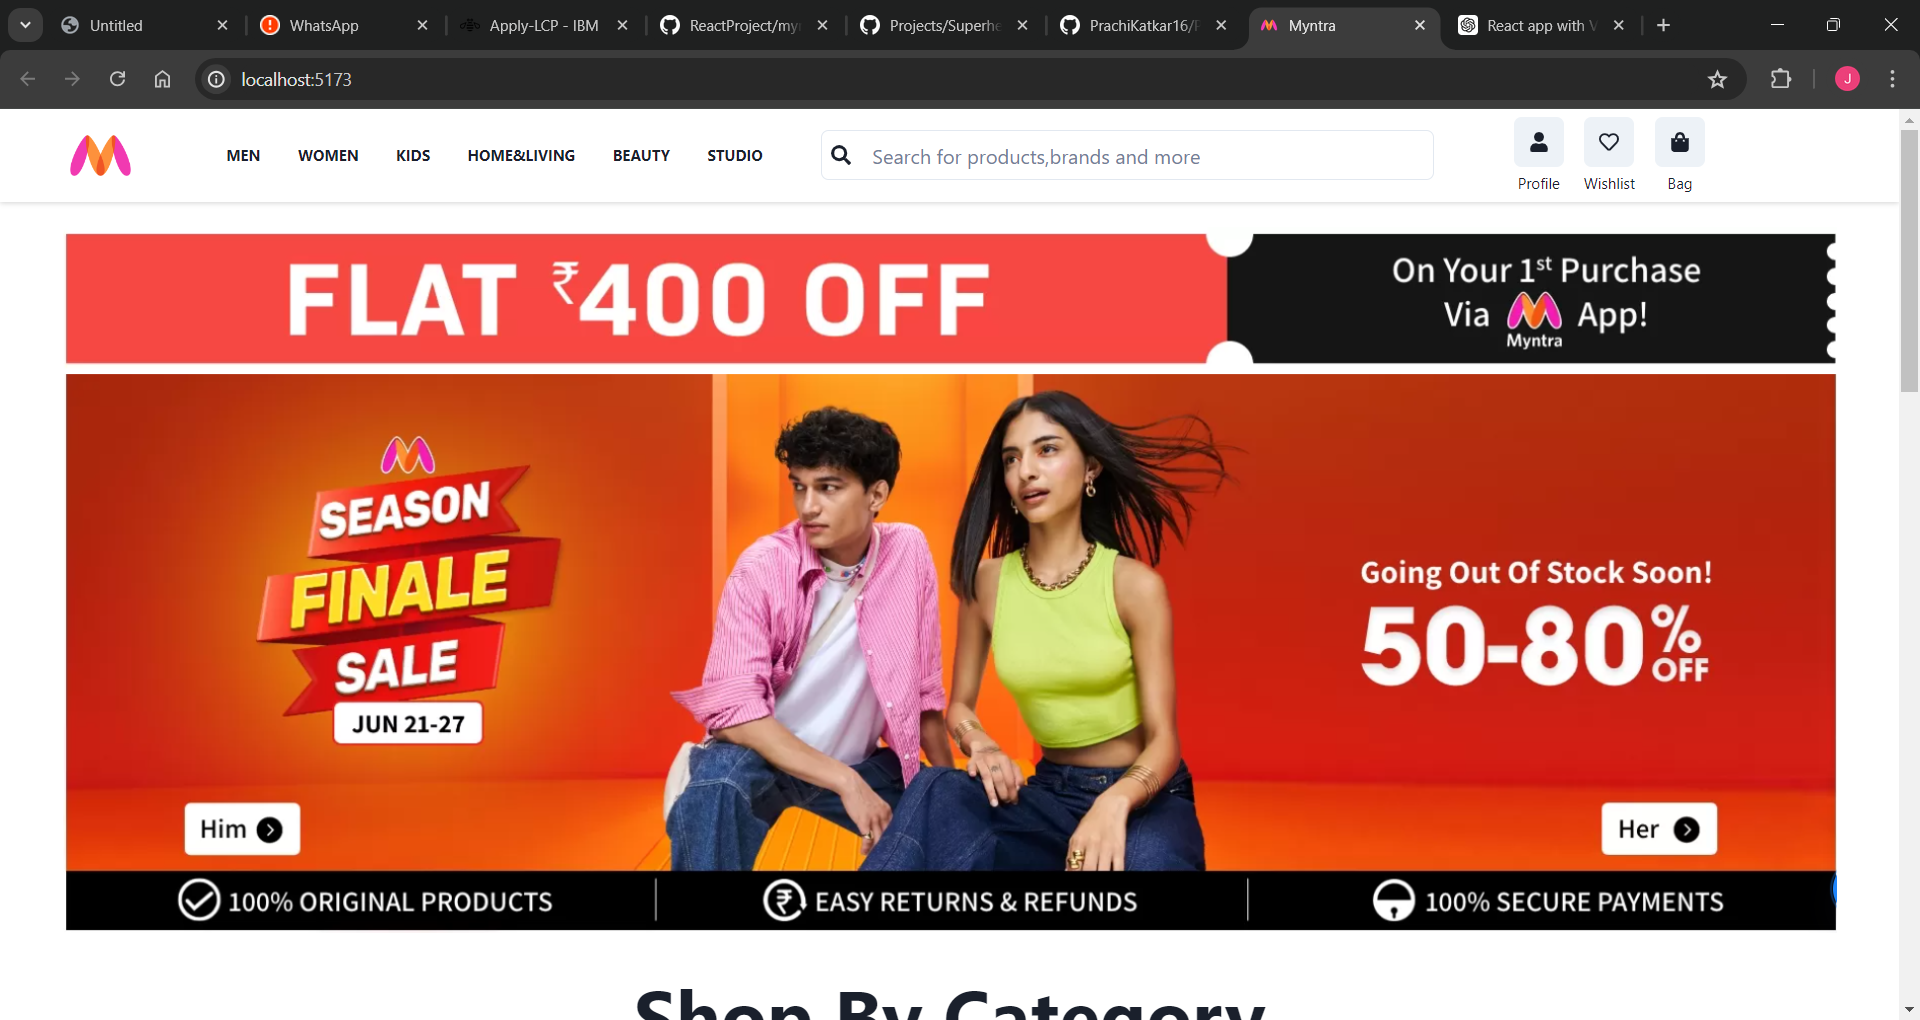 Untitled
WhatsApp
Apply-LCP - IBM
ReactProject/my
Projects/Superhe
PrachiKatkar16/
Myntra
React app with
localhost:5173
J
MEN
WOMEN
KIDS
HOME&LIVING
BEAUTY
STUDIO
Search for products,brands and more
Profile
Wishlist
Bag
FLAT ₹400 OFF
On Your 1st Purchase
Via
App!
Myntra
SEASON
FINALE
SALE
JUN 21-27
Going Out Of Stock Soon!
50-80% OFF
Him
Her
100% ORIGINAL PRODUCTS
EASY RETURNS & REFUNDS
100% SECURE PAYMENTS
Shop By Category